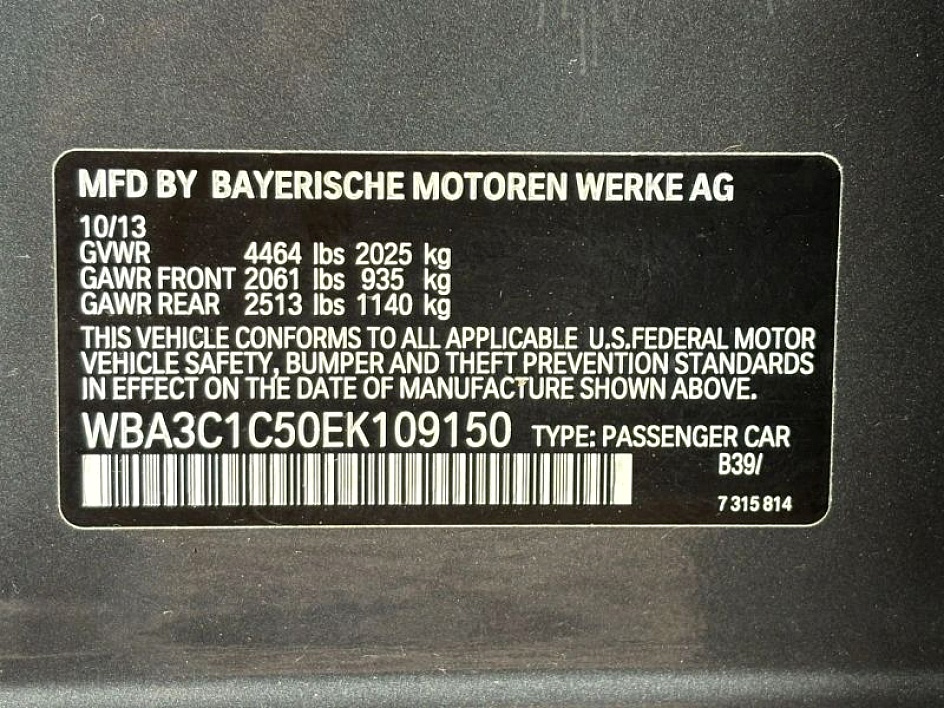 MFD BY BAYERISCHE MOTOREN WERKE AG
10/13
GVWR 4464 lbs 2025 kg
GAWR FRONT 2061 lbs 935 kg
GAWR REAR 2513 lbs 1140 kg
THIS VEHICLE CONFORMS TO ALL APPLICABLE U.S.FEDERAL MOTOR
VEHICLE SAFETY, BUMPER AND THEFT PREVENTION STANDARDS
IN EFFECT ON THE DATE OF MANUFACTURE SHOWN ABOVE.
WBA3C1C50EK109150 TYPE: PASSENGER CAR
B39/
7 315 814